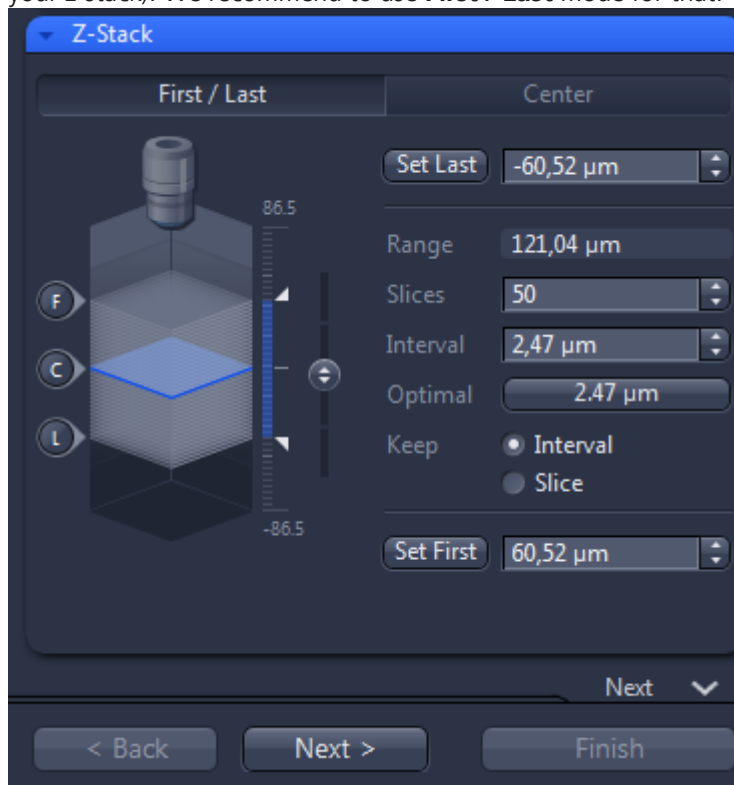 your z-stack). We recommend to use First / Last mode for that.
Z-Stack
First / Last
Center
Set Last
-60,52 µm
86.5
Range
121,04 µm
F
Slices
50
Interval
2,47 µm
C
Optimal
2.47 µm
L
Keep
Interval
Slice
-86.5
Set First
60,52 µm
Next
< Back
Next >
Finish